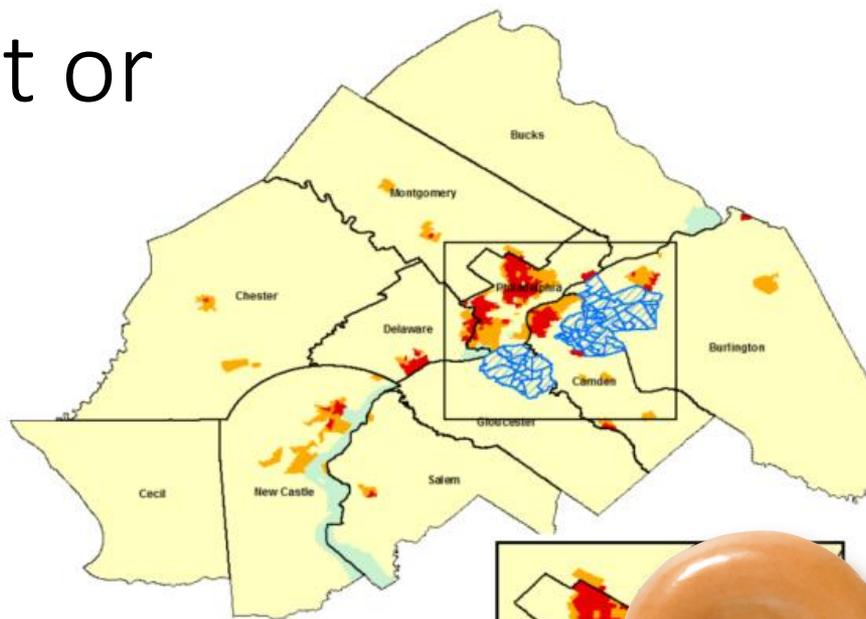 t or
Bucks
Montgomery
Chester
Philadelphia
Delaware
Burlington
Camden
Gloucester
Cecil
New Castle
Salem